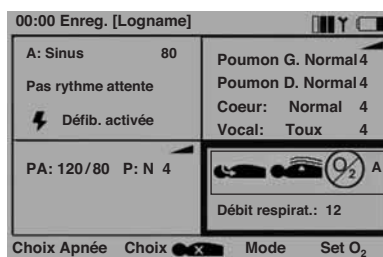 00:00 Enreg. [Logname]
A: Sinus 80
Pas rythme attente
Défib. activée
Poumon G. Normal 4
Poumon D. Normal 4
Coeur: Normal 4
Vocal: Toux 4
PA: 120/80 P: N 4
O2 A
Débit respirat.: 12
Choix Apnée Choix X Mode Set O2